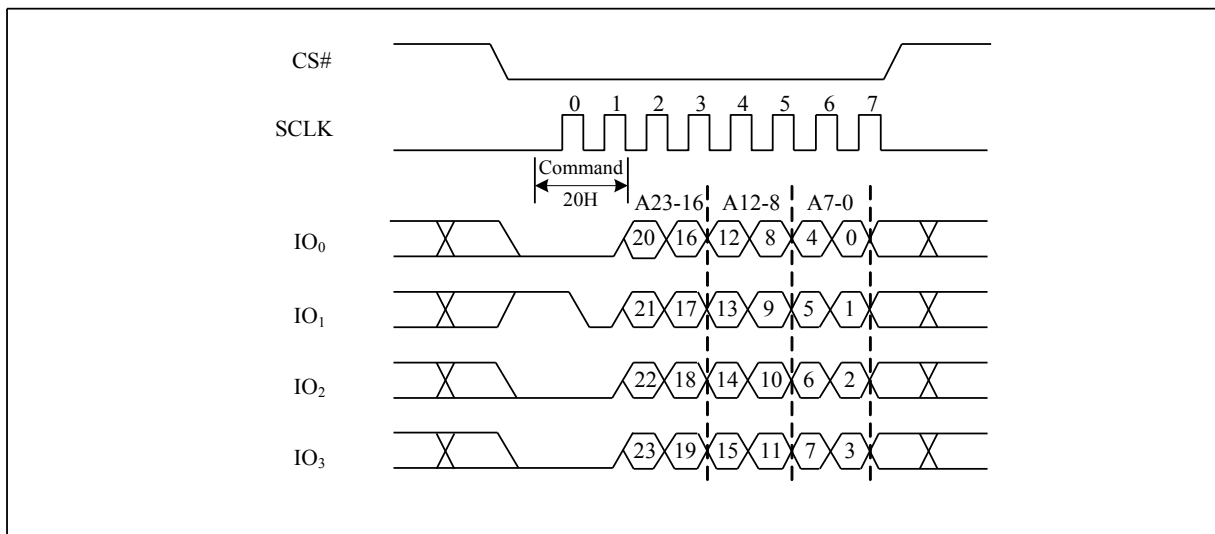 CS#
0 1 2 3 4 5 6 7
SCLK
Command
20H
A23-16 A12-8 A7-0
IO0 20 16 12 8 4 0
IO1 21 17 13 9 5 1
IO2 22 18 14 10 6 2
IO3 23 19 15 11 7 3